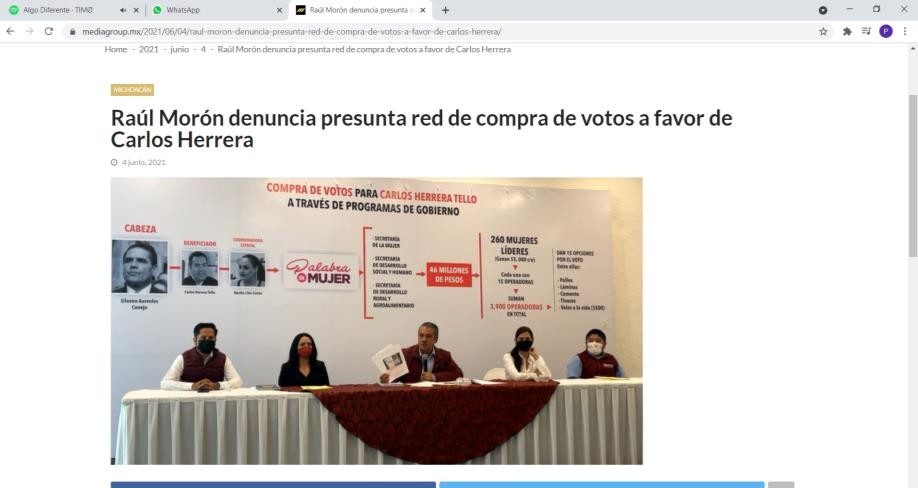 Algo Diferente - TIMØ
WhatsApp
Raúl Morón denuncia presunta r
mediagroup.mx/2021/06/04/raul-moron-denuncia-presunta-red-de-compra-de-votos-a-favor-de-carlos-herrera/
P
Home - 2021 - junio - 4 - Raúl Morón denuncia presunta red de compra de votos a favor de Carlos Herrera
MICHOACÁN
Raúl Morón denuncia presunta red de compra de votos a favor de
Carlos Herrera
4 junio, 2021
COMPRA DE VOTOS PARA CARLOS HERRERA TELLO
A TRAVÉS DE PROGRAMAS DE GOBIERNO
CABEZA
Silvano Aureoles
Conejo
BENEFICIADO
Carlos Herrera Tello
COORDINADORA
ESTATAL
Palabra
DE MUJER
- SECRETARÍA
DE LA MUJER
- SECRETARÍA
DE DESARROLLO
SOCIAL Y HUMANO
- SECRETARÍA
DE DESARROLLO
RURAL Y
AGROALIMENTARIO
46 MILLONES
DE PESOS
260 MUJERES
LÍDERES
Cada una con
15 OPERADORAS
SUMAN
3,900 OPERADORAS
EN TOTAL
DAN 15 OPCIONES
POR EL VOTO
Entre ellas:
- Pollos
- Láminas
- Cemento
- Tinacos
- Vales a la vida ($500)